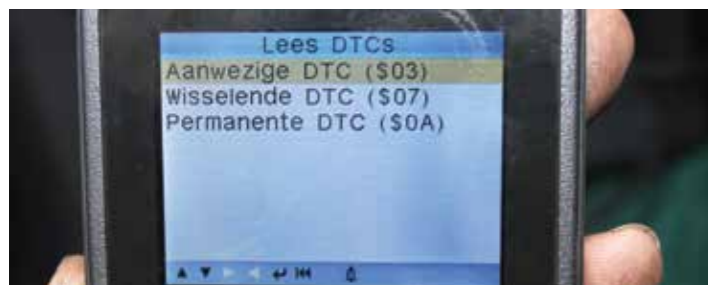 Lees DTCs
Aanwezige DTC ($03)
Wisselende DTC ($07)
Permanente DTC ($0A)